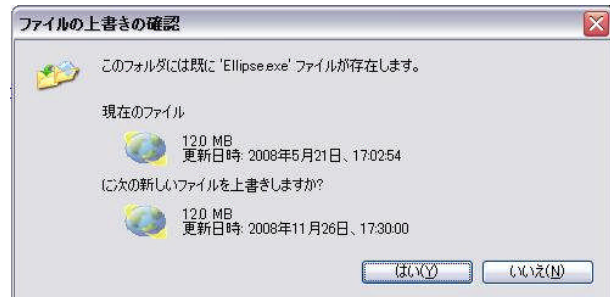 ファイルの上書きの確認
このフォルダには既に 'Ellipse.exe' ファイルが存在します。
現在のファイル
12.0 MB
更新日時: 2008年5月21日、17:02:54
に次の新しいファイルを上書きしますか?
12.0 MB
更新日時: 2008年11月26日、17:30:00
はい(Y)
いいえ(N)